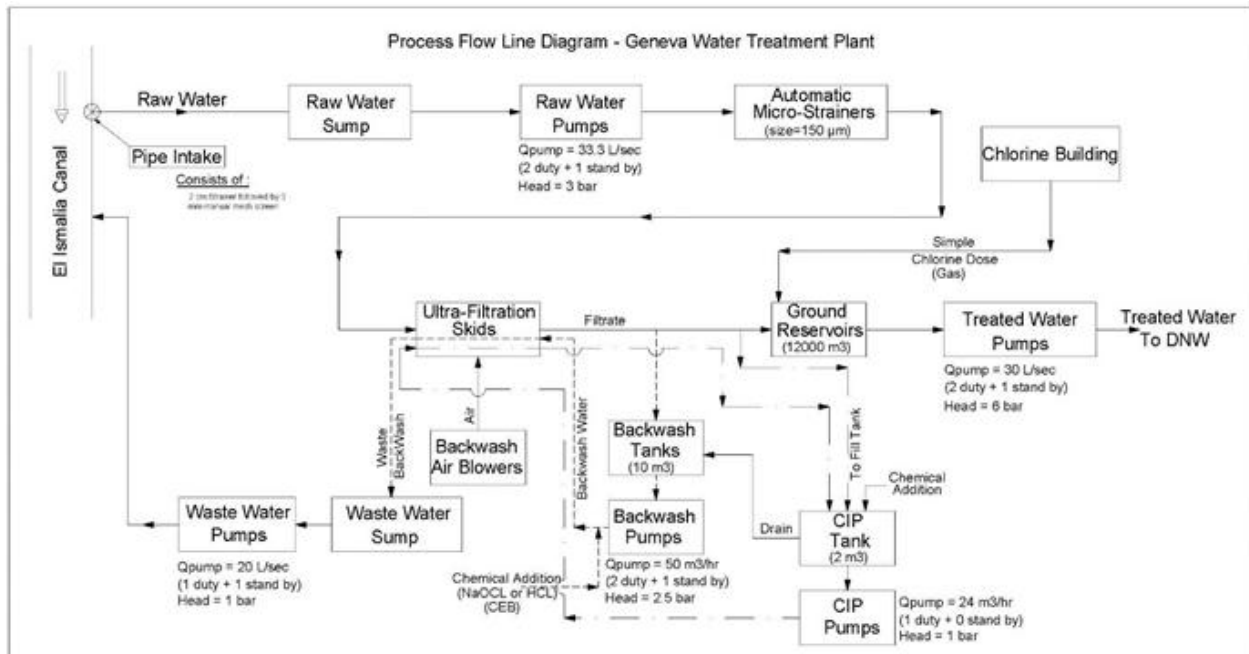 Process Flow Line Diagram - Geneva Water Treatment Plant
El Ismalia Canal
Raw Water
Pipe Intake
Consists of :
Raw Water
Sump
Raw Water
Pumps
Qpump = 33.3 L/sec
(2 duty + 1 stand by)
Head = 3 bar
Automatic
Micro-Strainers
(size=150 µm)
Chlorine Building
Simple
Chlorine Dose
(Gas)
Ultra-Filtration
Skids
Filtrate
Ground
Reservoirs
(12000 m3)
Treated Water
Pumps
Qpump = 30 L/sec
(2 duty + 1 stand by)
Head = 6 bar
Treated Water
To DNW
Waste
BackWash
Air
Backwash
Air Blowers
Backwash Water
Backwash
Tanks
(10 m3)
To Fill Tank
Chemical
Addition
Waste Water
Pumps
Qpump = 20 L/sec
(1 duty + 1 stand by)
Head = 1 bar
Waste Water
Sump
Backwash
Pumps
Qpump = 50 m3/hr
(2 duty + 1 stand by)
Head = 2.5 bar
Chemical Addition
(NaOCL or HCL)
(CEB)
Drain
CIP
Tank
(2 m3)
CIP
Pumps
Qpump = 24 m3/hr
(1 duty + 0 stand by)
Head = 1 bar